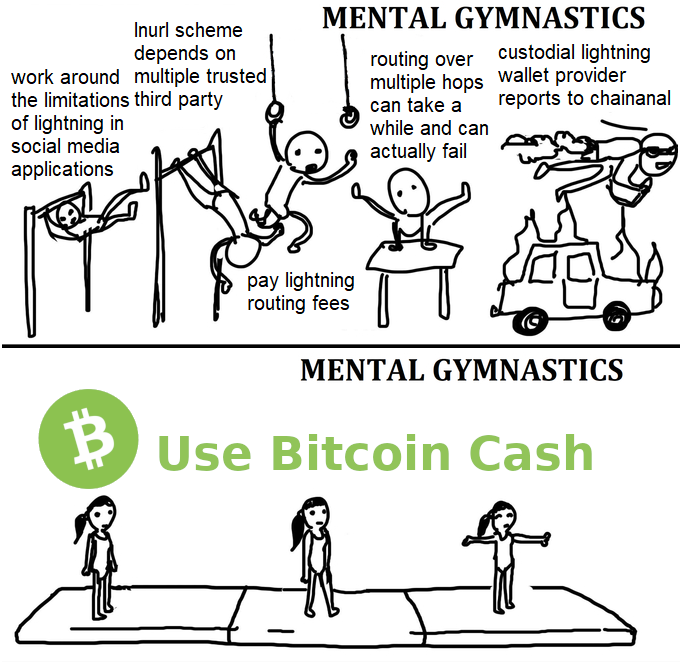 MENTAL GYMNASTICS
work around
the limitations
of lightning in
social media
applications
lnurl scheme
depends on
multiple trusted
third party
pay lightning
routing fees
routing over
multiple hops
can take a
while and can
actually fail
custodial lightning
wallet provider
reports to chainanal
MENTAL GYMNASTICS
₿
Use Bitcoin Cash